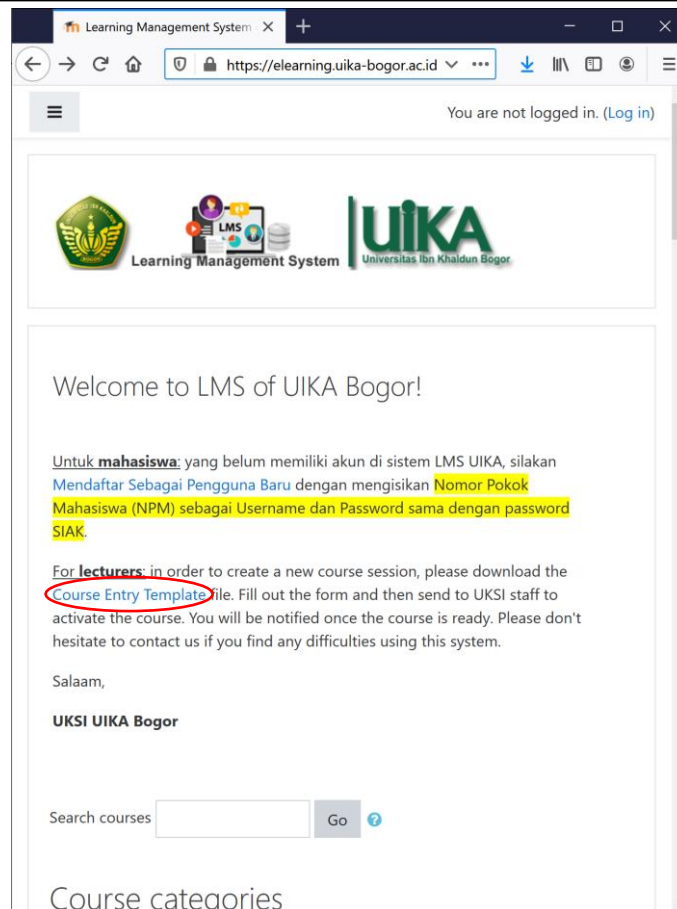 Learning Management System
https://elearning.uika-bogor.ac.id
You are not logged in. (Log in)
LMS
Learning Management System
UIKA
Universitas Ibn Khaldun Bogor
Welcome to LMS of UIKA Bogor!
Untuk mahasiswa: yang belum memiliki akun di sistem LMS UIKA, silakan
Mendaftar Sebagai Pengguna Baru dengan mengisikan Nomor Pokok
Mahasiswa (NPM) sebagai Username dan Password sama dengan password
SIAK.
For lecturers: in order to create a new course session, please download the
Course Entry Template file. Fill out the form and then send to UKSI staff to
activate the course. You will be notified once the course is ready. Please don't
hesitate to contact us if you find any difficulties using this system.
Salaam,
UKSI UIKA Bogor
Search courses
Go
Course categories